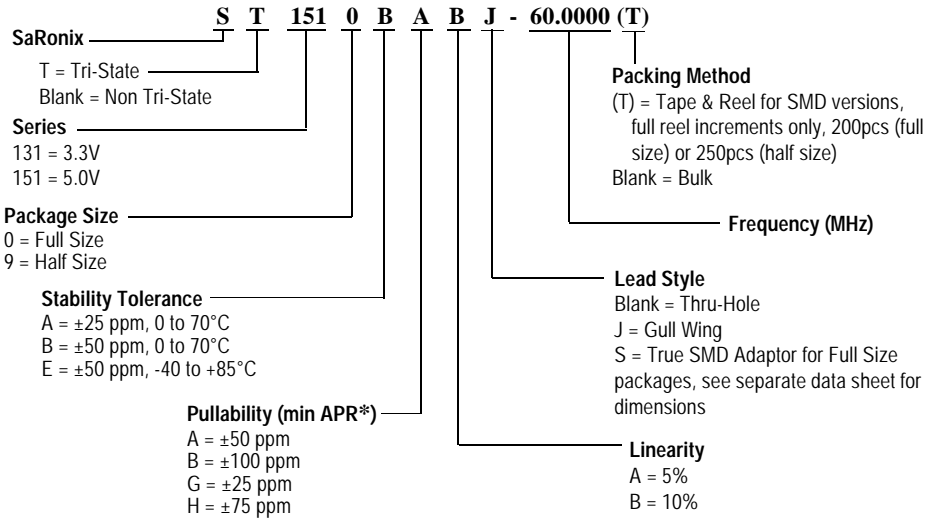 S T 151 0 B A B J - 60.0000 (T)
SaRonix
T = Tri-State
Blank = Non Tri-State
Series
131 = 3.3V
151 = 5.0V
Package Size
0 = Full Size
9 = Half Size
Stability Tolerance
A = ±25 ppm, 0 to 70°C
B = ±50 ppm, 0 to 70°C
E = ±50 ppm, -40 to +85°C
Pullability (min APR*)
A = ±50 ppm
B = ±100 ppm
G = ±25 ppm
H = ±75 ppm
Packing Method
(T) = Tape & Reel for SMD versions,
full reel increments only, 200pcs (full
size) or 250pcs (half size)
Blank = Bulk
Frequency (MHz)
Lead Style
Blank = Thru-Hole
J = Gull Wing
S = True SMD Adaptor for Full Size
packages, see separate data sheet for
dimensions
Linearity
A = 5%
B = 10%